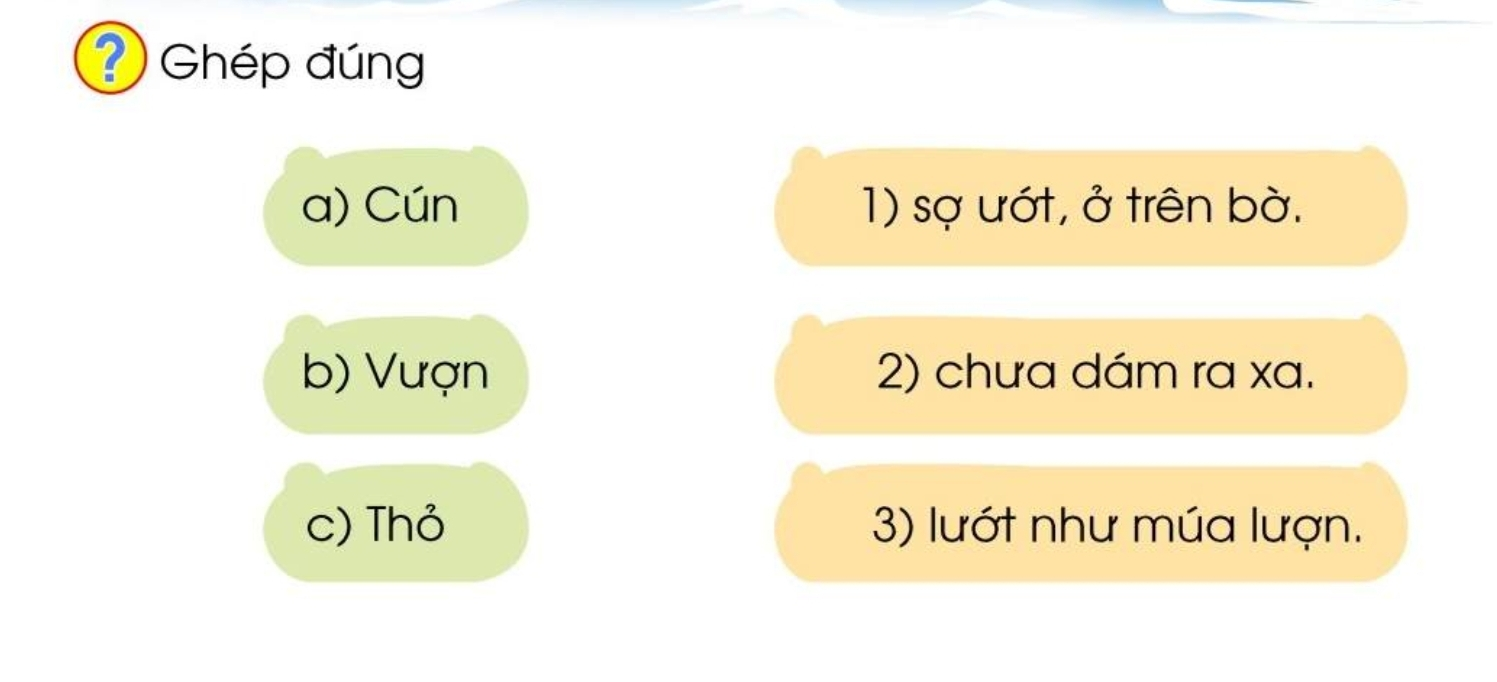 ? Ghép đúng
a) Cún
1) sợ ướt, ở trên bờ.
b) Vượn
2) chưa dám ra xa.
c) Thỏ
3) lướt như múa lượn.